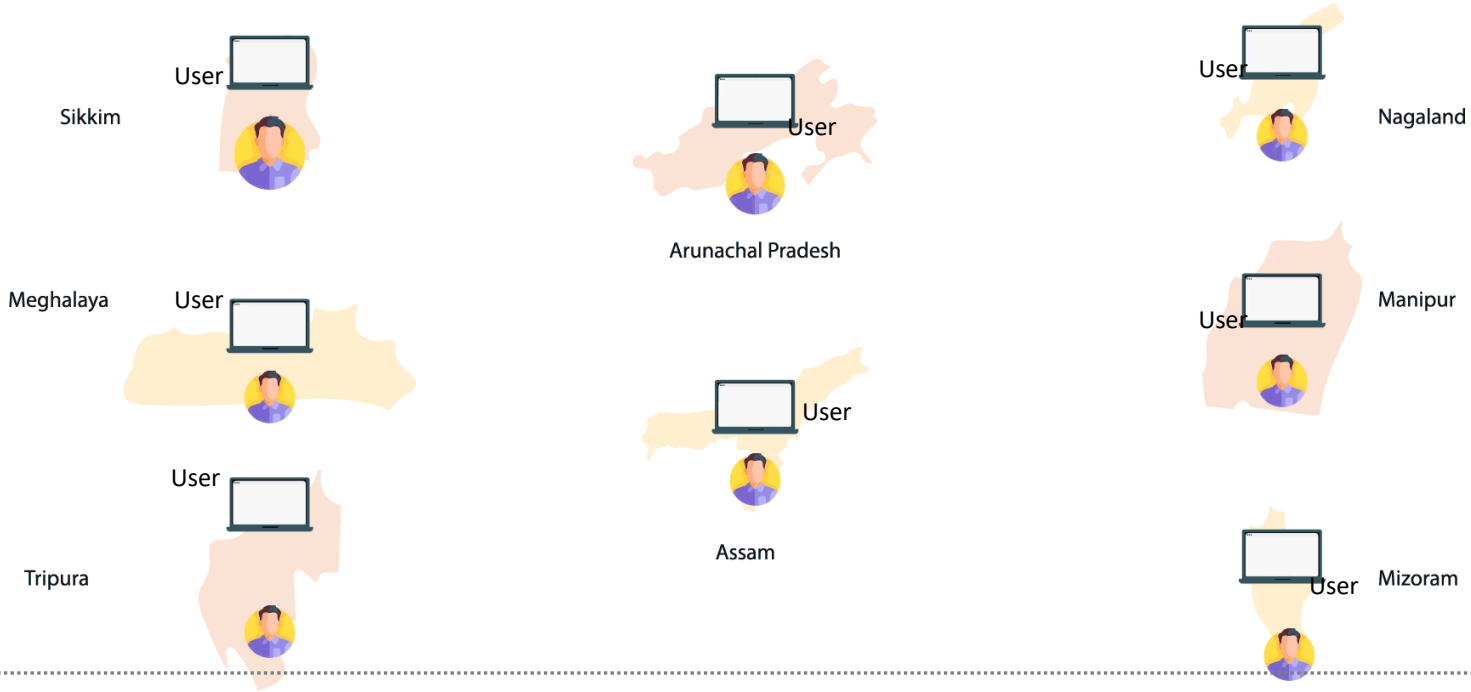 User
Sikkim
User
Arunachal Pradesh
User
Nagaland
Meghalaya
User
User
Assam
User
Manipur
User
Tripura
User
Mizoram